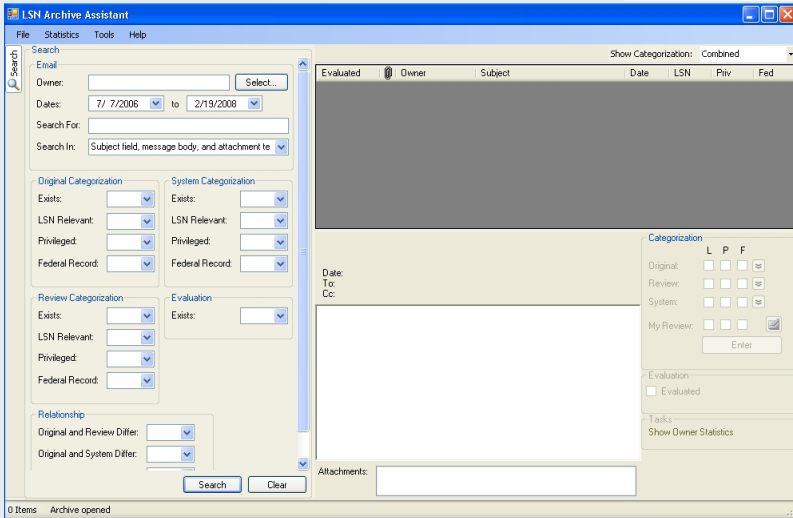 LSN Archive Assistant
File Statistics Tools Help
Search
Search
Email
Owner: Select...
Dates: 7/ 7/2006 to 2/19/2008
Search For:
Search In: Subject field, message body, and attachment te
Original Categorization
Exists:
LSN Relevant:
Privileged:
Federal Record:
System Categorization
Exists:
LSN Relevant:
Privileged:
Federal Record:
Review Categorization
Exists:
LSN Relevant:
Privileged:
Federal Record:
Evaluation
Exists:
Relationship
Original and Review Differ:
Original and System Differ:
Search Clear
Show Categorization: Combined
Evaluated Owner Subject Date LSN Priv Fed
Date:
To:
Cc:
Attachments:
Categorization
L P F
Original:
Review:
System:
My Review:
Enter
Evaluation
Evaluated
Tasks
Show Owner Statistics
0 Items Archive opened